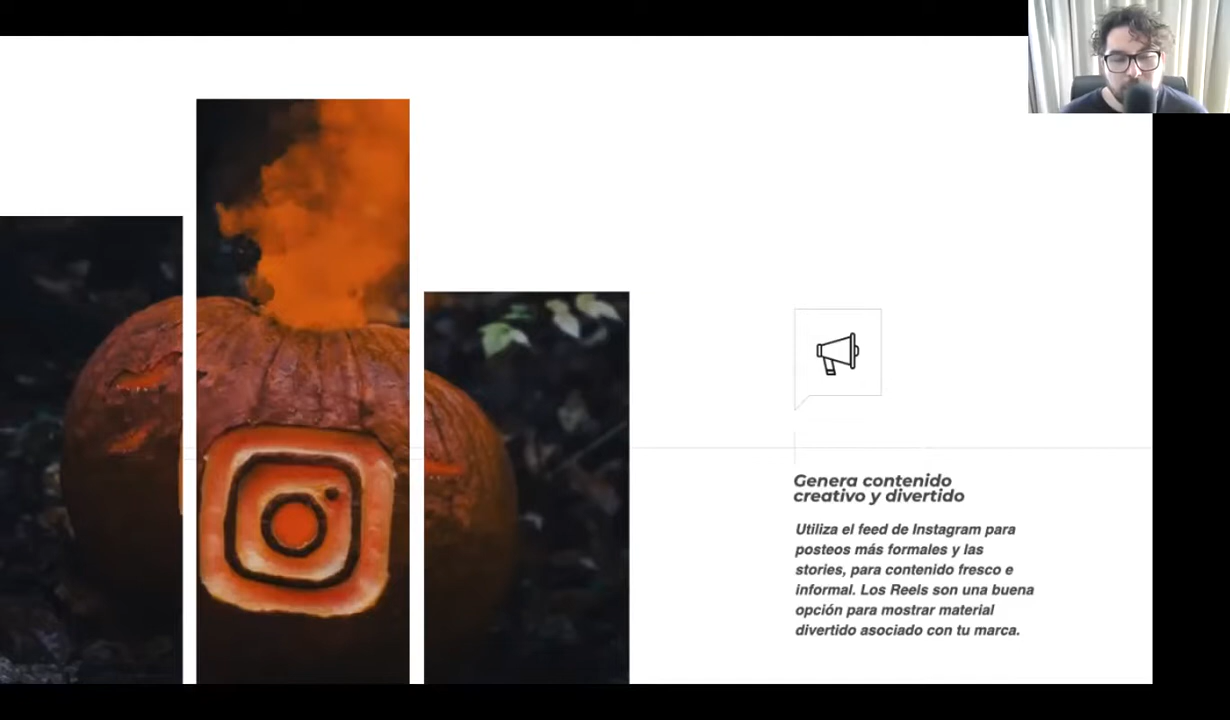 Genera contenido
creativo y divertido
Utiliza el feed de Instagram para
posteos más formales y las
stories, para contenido fresco e
informal. Los Reels son una buena
opción para mostrar material
divertido asociado con tu marca.